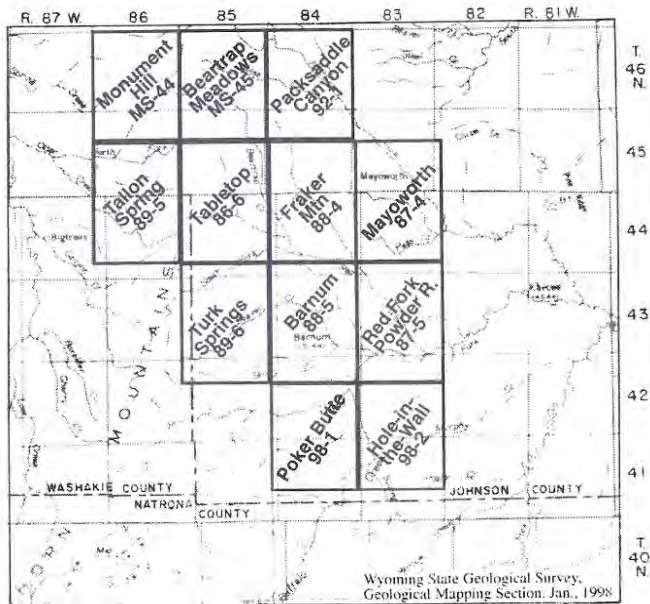 R. 87 W. 86 85 84 83 82 R. 81 W.
T.
46
N.
45
44
43
42
41
T.
40
N.
Monument
Hill
MS-44
Beartrap
Meadows
MS-45
Packsaddle
Canyon
92-1
Tallon
Spring
89-5
Tabletop
86-6
Fraker
Mtn
88-4
Mayoworth
Mayoworth
87-4
Bigtrails
Turk
Springs
89-6
Barnum
88-5
Barnum
Red Fork
Powder R.
87-5
Poker Butte
98-1
Hole-in-
the-Wall
98-2
MOUNTAINS
HORN
WASHAKIE COUNTY
NATRONA
COUNTY
JOHNSON COUNTY
Wyoming State Geological Survey,
Geological Mapping Section. Jan., 1998